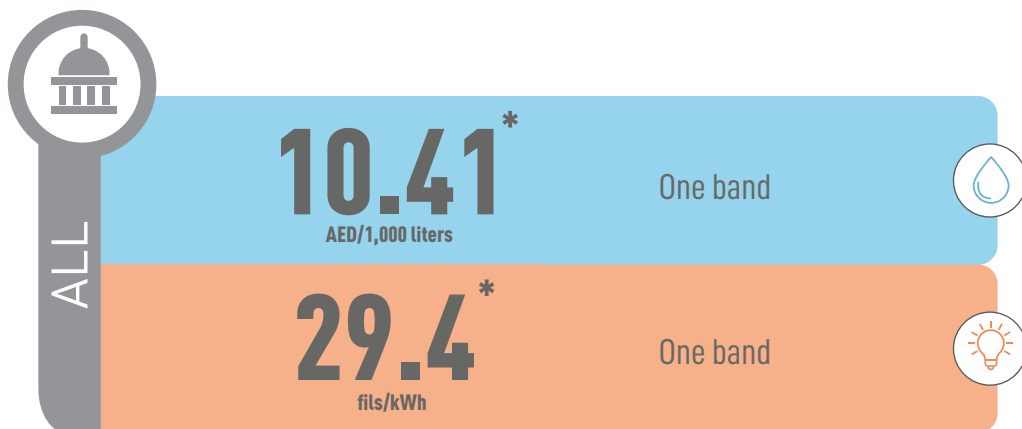 ALL
10.41*
AED/1,000 liters
One band
29.4*
fils/kWh
One band